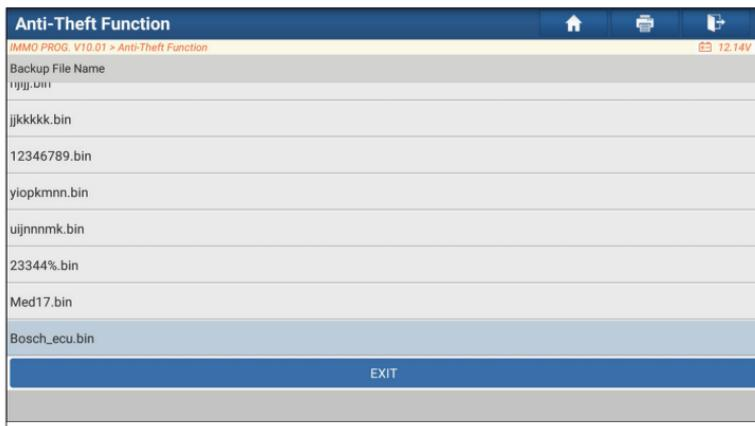 Anti-Theft Function
IMMO PROG. V10.01 > Anti-Theft Function
12.14V
Backup File Name
jjkkkkk.bin
12346789.bin
yiopkmnn.bin
uijnnnmk.bin
23344%.bin
Med17.bin
Bosch_ecu.bin
EXIT